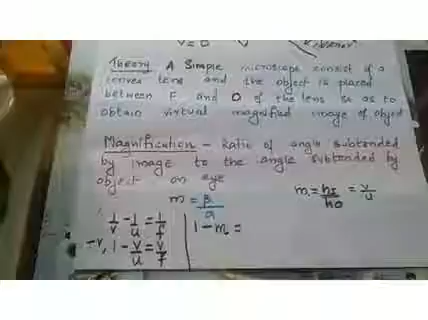 v=D
Theory A Simple microscope consist of a
convex lens and the object is placed
between F and O of the lens so as to
obtain virtual magnified image of object
Magnification - Ratio of angle subtended
by image to the angle subtended by
object on eye
m = β/α
m = hI/ho = v/u
1/v - 1/u = 1/f
1 - m =
1 - v/u = v/f